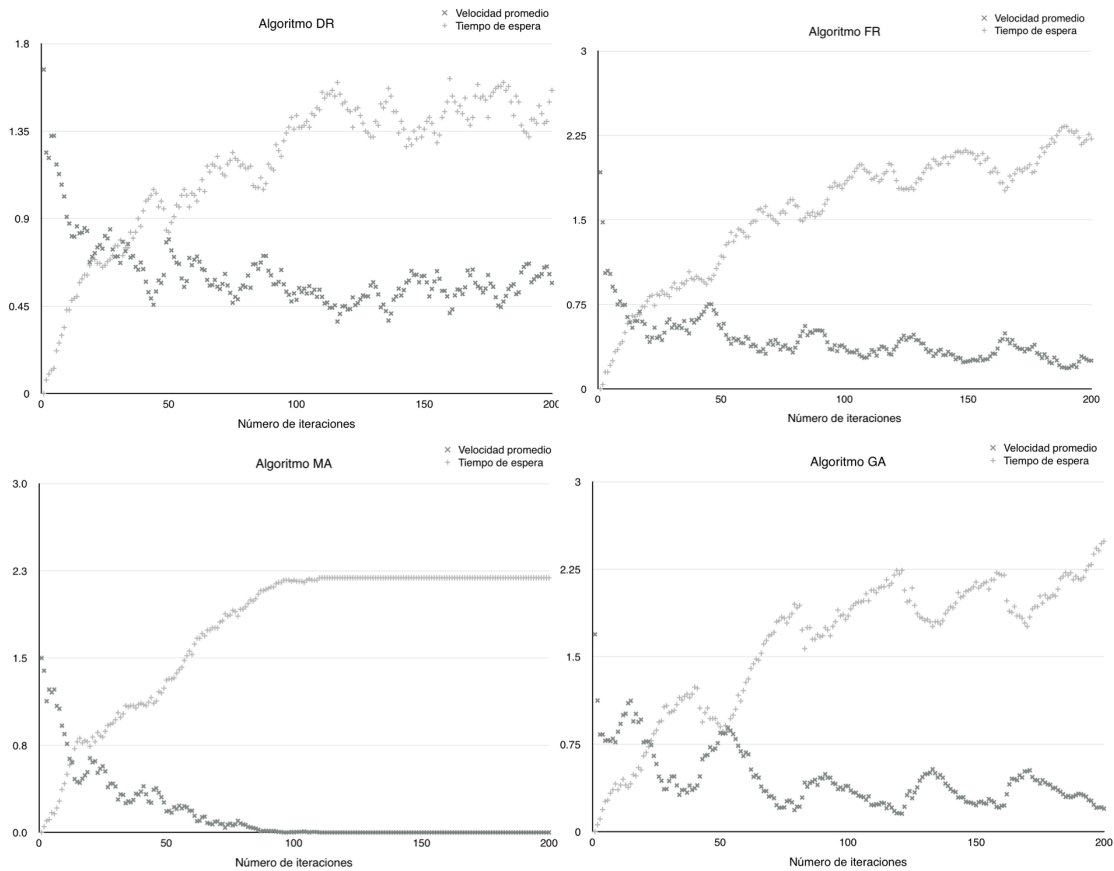 Algoritmo DR
Velocidad promedio
Tiempo de espera
1.8
1.35
0.9
0.45
0
0 50 100 150 200
Número de iteraciones
Algoritmo FR
Velocidad promedio
Tiempo de espera
3
2.25
1.5
0.75
0
0 50 100 150 200
Número de iteraciones
Algoritmo MA
Velocidad promedio
Tiempo de espera
3.0
2.3
1.5
0.8
0.0
0 50 100 150 200
Número de iteraciones
Algoritmo GA
Velocidad promedio
Tiempo de espera
3
2.25
1.5
0.75
0
0 50 100 150 200
Número de iteraciones